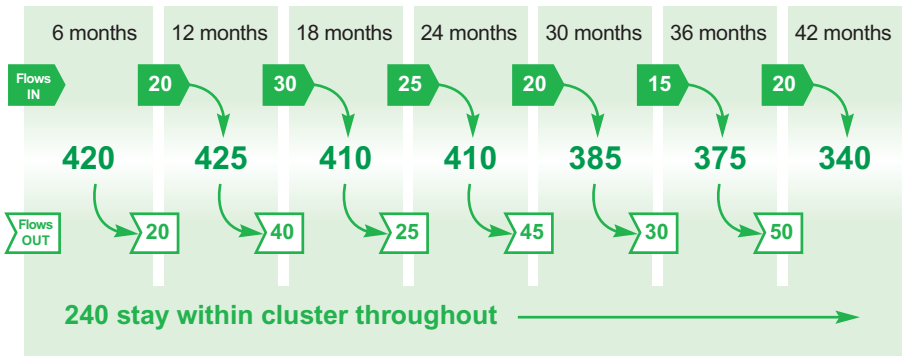 6 months 12 months 18 months 24 months 30 months 36 months 42 months
Flows
IN
20 30 25 20 15 20
420 425 410 410 385 375 340
Flows
OUT
20 40 25 45 30 50
240 stay within cluster throughout